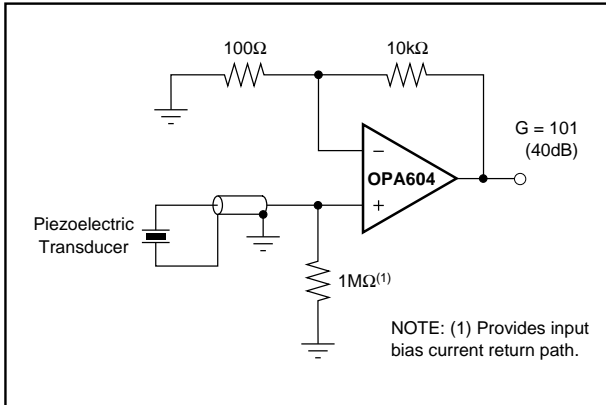 100Ω
10kΩ
G = 101
(40dB)
−
OPA604
+
Piezoelectric
Transducer
1MΩ(1)
NOTE: (1) Provides input
bias current return path.